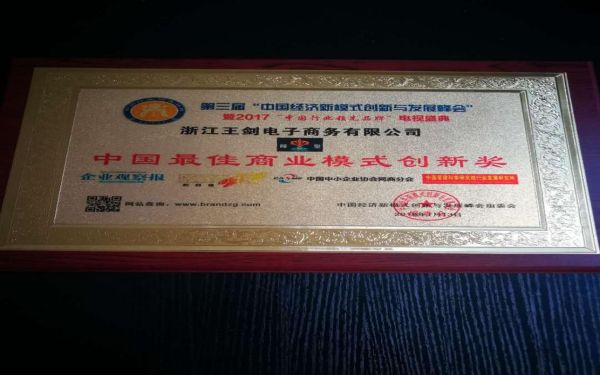 第三届“中国经济新模式创新与发展峰会”
暨2017“中国行业领先品牌”电视盛典
浙江王剑电子商务有限公司
中国最佳商业模式创新奖
企业观察报
中国中小企业协会网商分会
网站查询:www.brandzg.com
中国经济新模式创新与发展峰会组委会